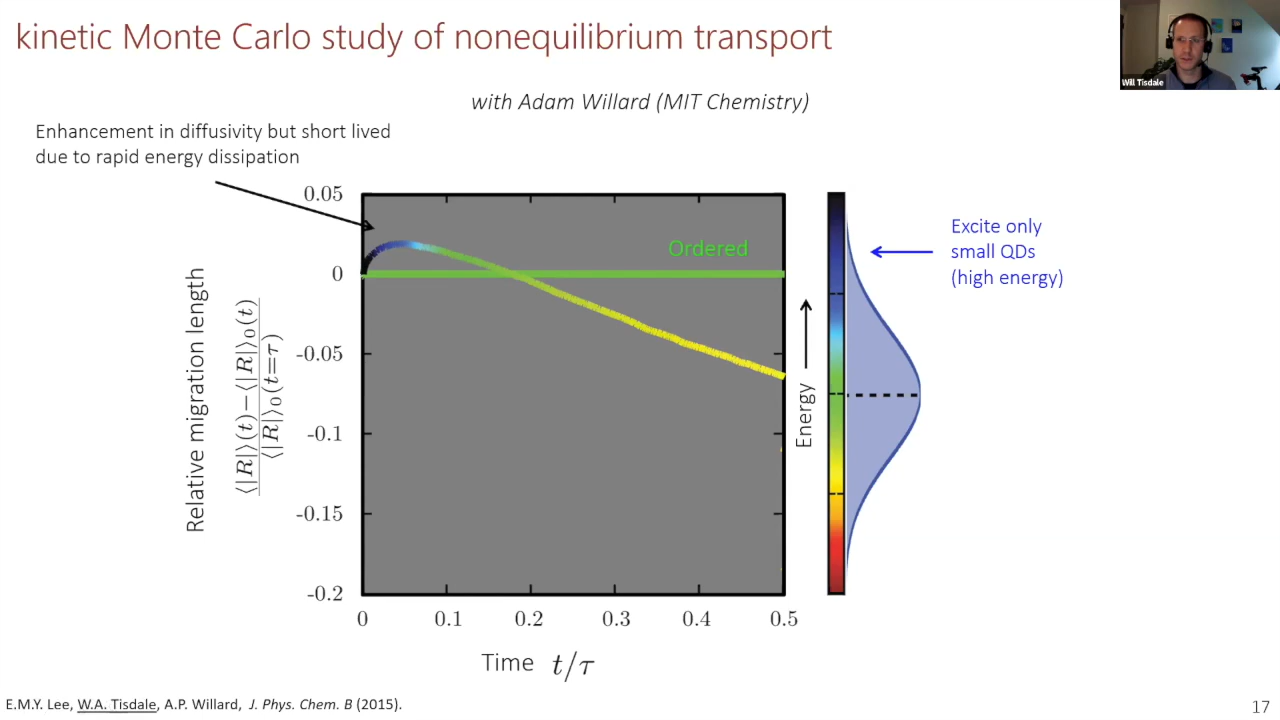 kinetic Monte Carlo study of nonequilibrium transport
Will Tisdale
with Adam Willard (MIT Chemistry)
Enhancement in diffusivity but short lived
due to rapid energy dissipation
Relative migration length
⟨|R|⟩(t)−⟨|R|⟩₀(t)
⟨|R|⟩₀(t=τ)
0.05
0
-0.05
-0.1
-0.15
-0.2
Ordered
0
0.1
0.2
0.3
0.4
0.5
Time t/τ
Energy
Excite only
small QDs
(high energy)
E.M.Y. Lee, W.A. Tisdale, A.P. Willard, J. Phys. Chem. B (2015).
17